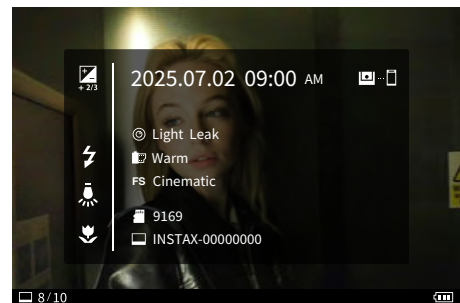 + 2/3
2025.07.02 09:00 AM
Light Leak
Warm
FS Cinematic
9169
INSTAX-00000000
8/10